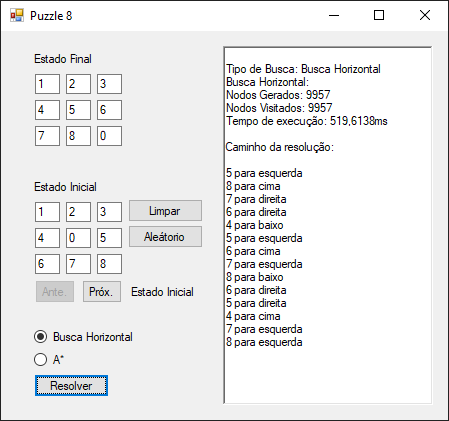 Puzzle 8
Estado Final
1 2 3
4 5 6
7 8 0
Estado Inicial
1 2 3
4 0 5
6 7 8
Limpar
Aleátorio
Ante.
Próx.
Estado Inicial
Busca Horizontal
A*
Resolver
Tipo de Busca: Busca Horizontal
Busca Horizontal:
Nodos Gerados: 9957
Nodos Visitados: 9957
Tempo de execução: 519,6138ms
Caminho da resolução:
5 para esquerda
8 para cima
7 para direita
6 para direita
4 para baixo
5 para esquerda
6 para cima
7 para esquerda
8 para baixo
6 para direita
5 para direita
4 para cima
7 para esquerda
8 para esquerda